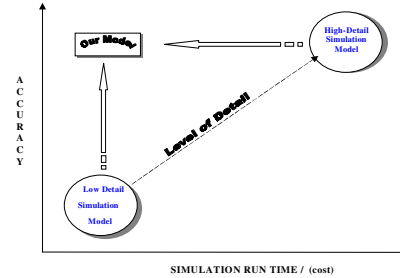 Our Model
High-Detail
Simulation
Model
A
C
C
U
R
A
C
Y
Level of Detail
Low Detail
Simulation
Model
SIMULATION RUN TIME / (cost)